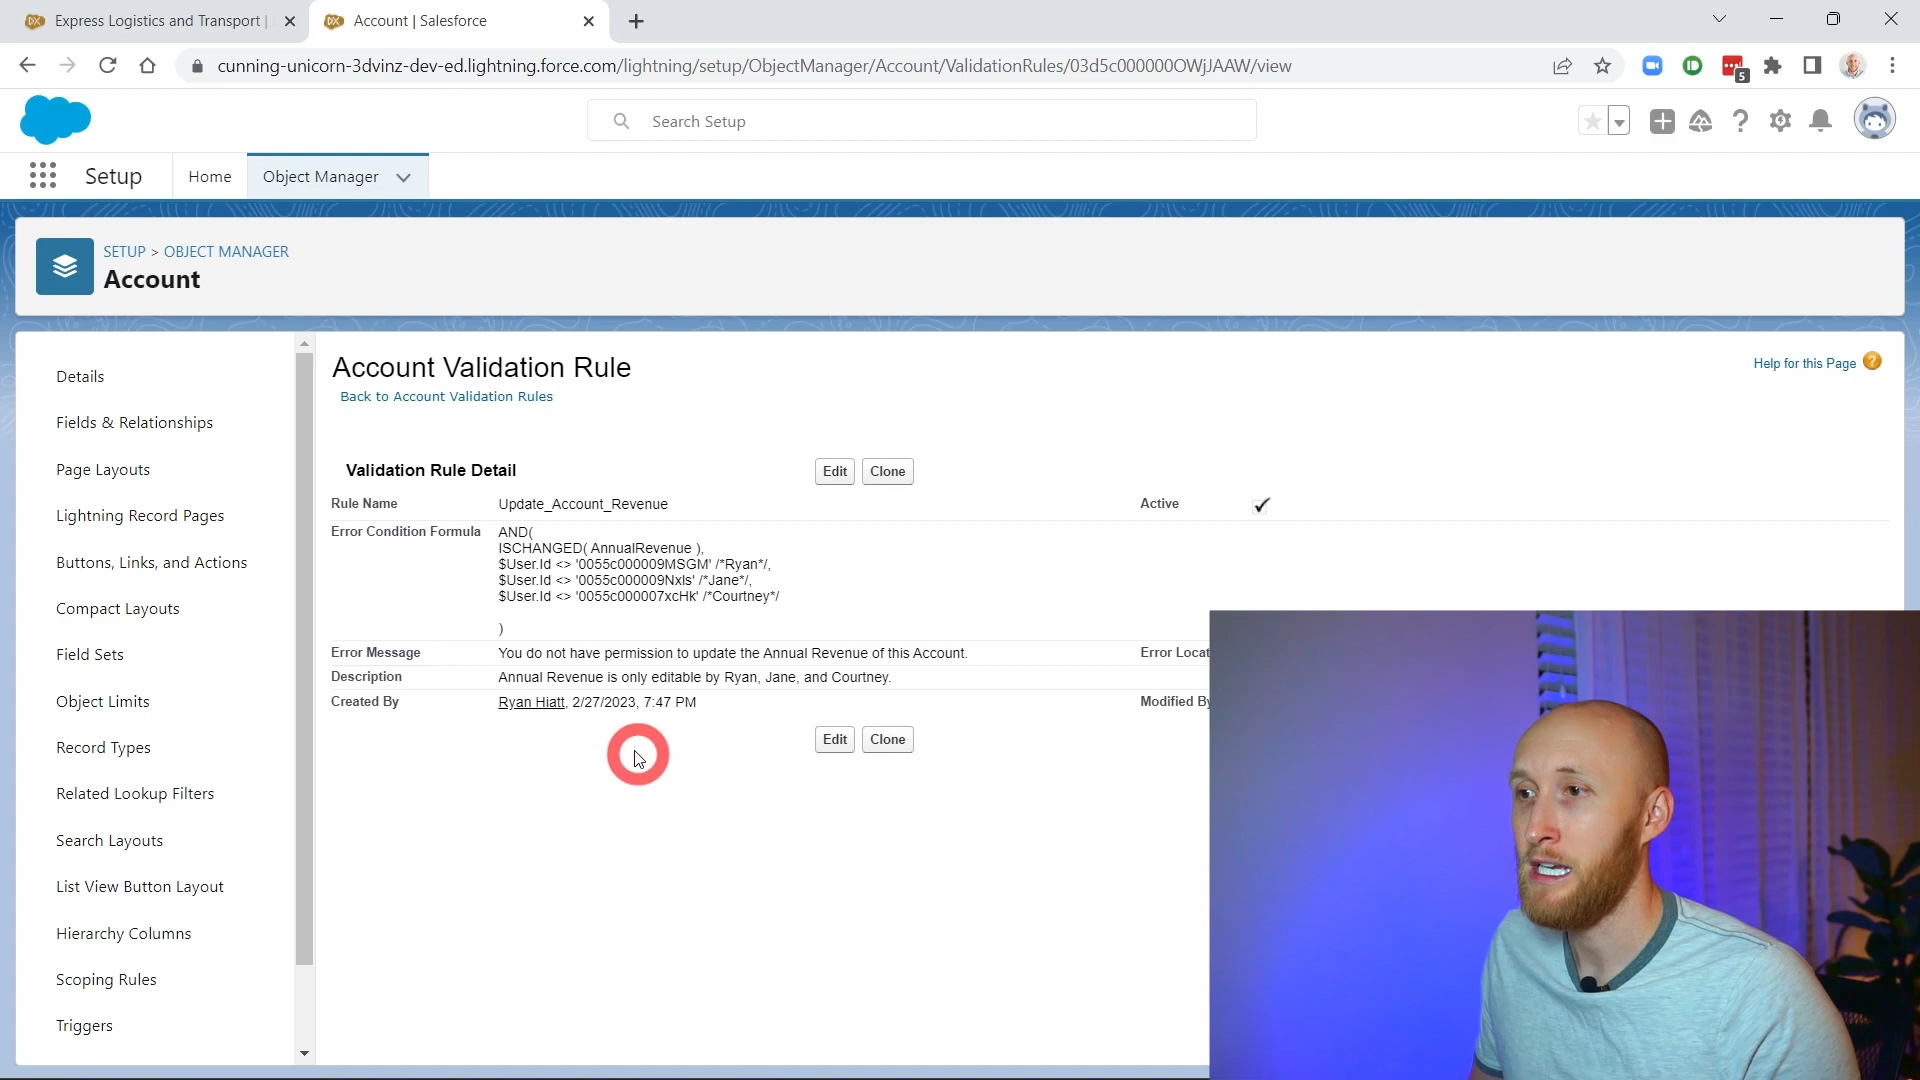 Express Logistics and Transport |
Account | Salesforce
cunning-unicorn-3dvinz-dev-ed.lightning.force.com/lightning/setup/ObjectManager/Account/ValidationRules/03d5c000000OWjJAAW/view
5
Search Setup
Setup
Home
Object Manager
SETUP > OBJECT MANAGER
Account
Details
Fields & Relationships
Page Layouts
Lightning Record Pages
Buttons, Links, and Actions
Compact Layouts
Field Sets
Object Limits
Record Types
Related Lookup Filters
Search Layouts
List View Button Layout
Hierarchy Columns
Scoping Rules
Triggers
Account Validation Rule
Help for this Page
Back to Account Validation Rules
Validation Rule Detail
Edit Clone
Rule Name Update_Account_Revenue Active
Error Condition Formula AND(
ISCHANGED( AnnualRevenue ),
$User.Id <> '0055c000009MSGM' /*Ryan*/,
$User.Id <> '0055c000009Nxls' /*Jane*/,
$User.Id <> '0055c000007xcHk' /*Courtney*/
)
Error Message You do not have permission to update the Annual Revenue of this Account. Error Locat
Description Annual Revenue is only editable by Ryan, Jane, and Courtney.
Created By Ryan Hiatt, 2/27/2023, 7:47 PM Modified By
Edit Clone